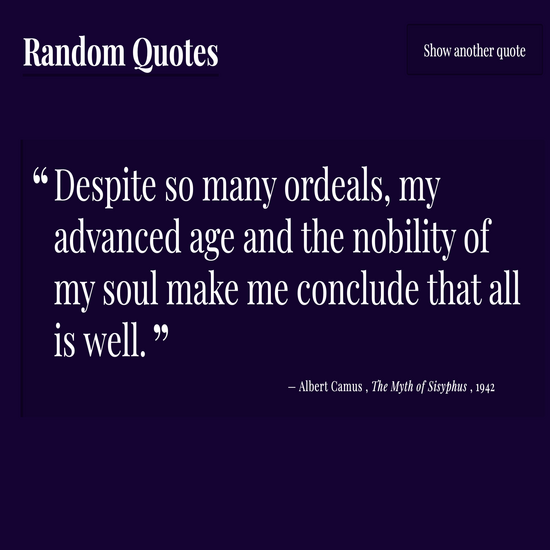 Random Quotes
Show another quote
“ Despite so many ordeals, my
advanced age and the nobility of
my soul make me conclude that all
is well. ”
– Albert Camus , The Myth of Sisyphus , 1942